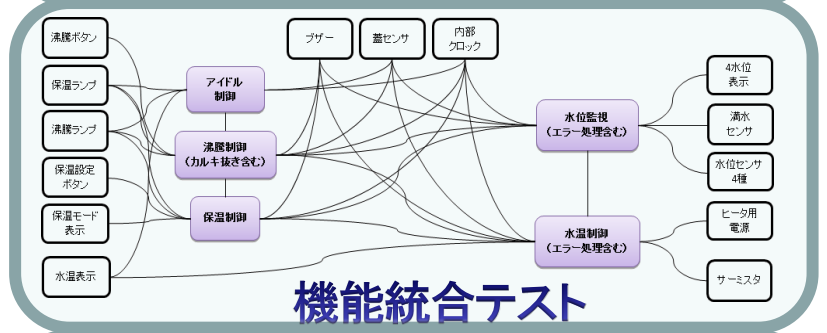 沸騰ボタン
保温ランプ
沸騰ランプ
保温設定
ボタン
保温モード
表示
水温表示
アイドル
制御
沸騰制御
(カルキ抜き含む)
保温制御
ブザー
蓋センサ
内部
クロック
水位監視
(エラー処理含む)
水温制御
(エラー処理含む)
4水位
表示
満水
センサ
水位センサ
4種
ヒータ用
電源
サーミスタ
機能統合テスト